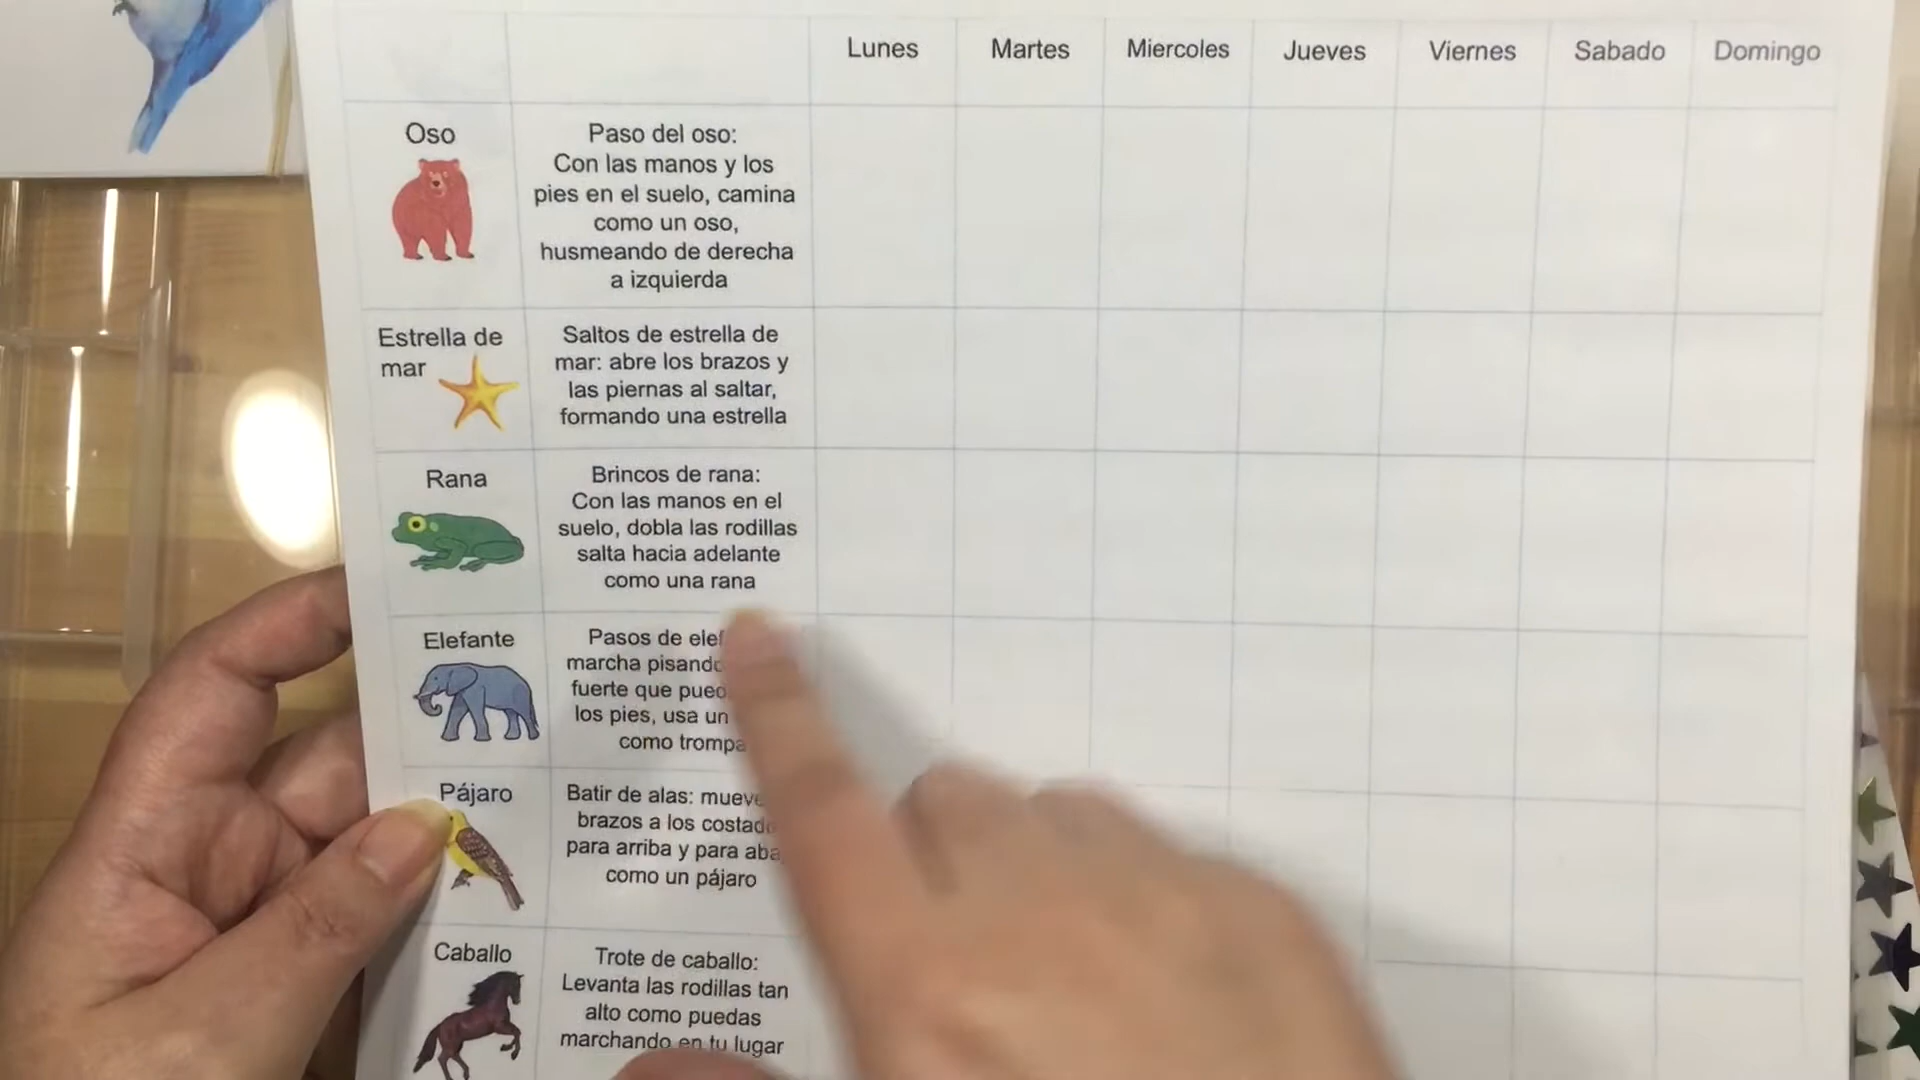 Lunes Martes Miercoles Jueves Viernes Sabado Domingo
Oso
Paso del oso:
Con las manos y los
pies en el suelo, camina
como un oso,
husmeando de derecha
a izquierda
Estrella de
mar
Saltos de estrella de
mar: abre los brazos y
las piernas al saltar,
formando una estrella
Rana
Brincos de rana:
Con las manos en el
suelo, dobla las rodillas
salta hacia adelante
como una rana
Elefante
Pasos de
marcha
fuerte que
los pies, usa un
como trompa
Pájaro
Batir de alas:
brazos a los
para arriba y para
como un pájaro
Caballo
Trote de caballo:
Levanta las rodillas tan
alto como puedas
marchando en tu lugar